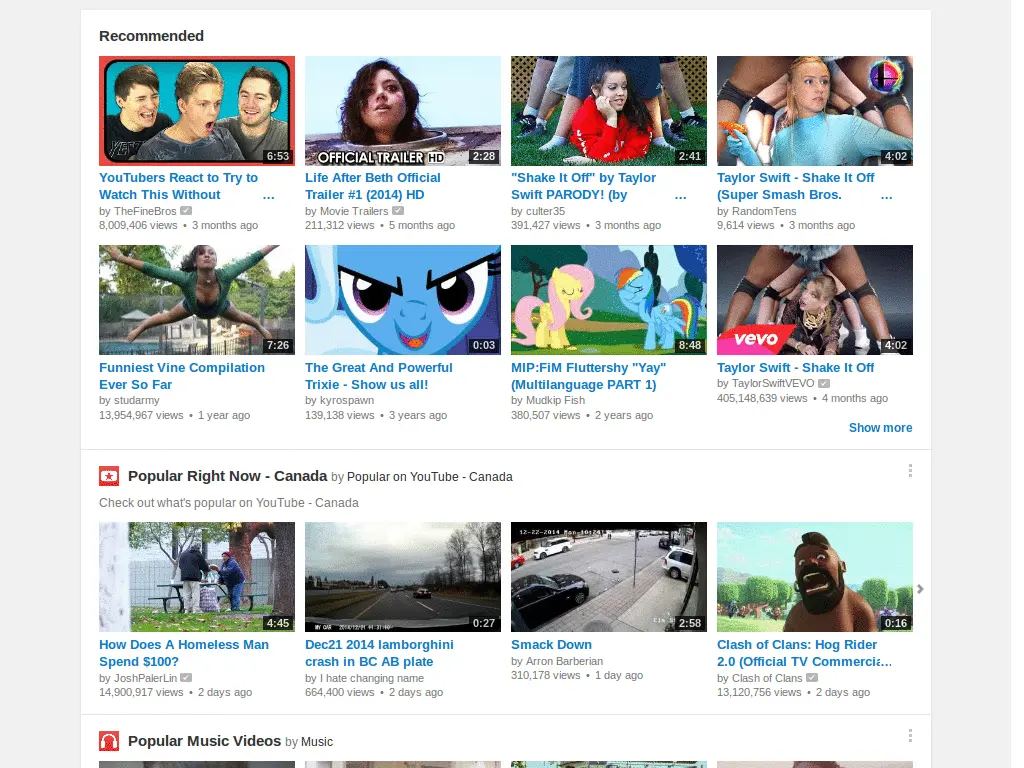 Recommended
6:53
OFFICIAL TRAILER HD
2:28
2:41
4:02
YouTubers React to Try to
Watch This Without ...
by TheFineBros
8,009,406 views • 3 months ago
Life After Beth Official
Trailer #1 (2014) HD
by Movie Trailers
211,312 views • 5 months ago
"Shake It Off" by Taylor
Swift PARODY! (by ...
by culter35
391,427 views • 3 months ago
Taylor Swift - Shake It Off
(Super Smash Bros. ...
by RandomTens
9,614 views • 3 months ago
7:26
0:03
8:48
vevo
4:02
Funniest Vine Compilation
Ever So Far
by studarmy
13,954,967 views • 1 year ago
The Great And Powerful
Trixie - Show us all!
by kyrospawn
139,138 views • 3 years ago
MIP:FiM Fluttershy "Yay"
(Multilanguage PART 1)
by Mudkip Fish
380,507 views • 2 years ago
Taylor Swift - Shake It Off
by TaylorSwiftVEVO
405,148,639 views • 4 months ago
Show more
Popular Right Now - Canada by Popular on YouTube - Canada
Check out what's popular on YouTube - Canada
4:45
MY CAR
0:27
12-22-2014 Mon
2:58
0:16
How Does A Homeless Man
Spend $100?
by JoshPalerLin
14,900,917 views • 2 days ago
Dec21 2014 lamborghini
crash in BC AB plate
by I hate changing name
664,400 views • 2 days ago
Smack Down
by Arron Barberian
310,178 views • 1 day ago
Clash of Clans: Hog Rider
2.0 (Official TV Commercia...
by Clash of Clans
13,120,756 views • 2 days ago
Popular Music Videos by Music